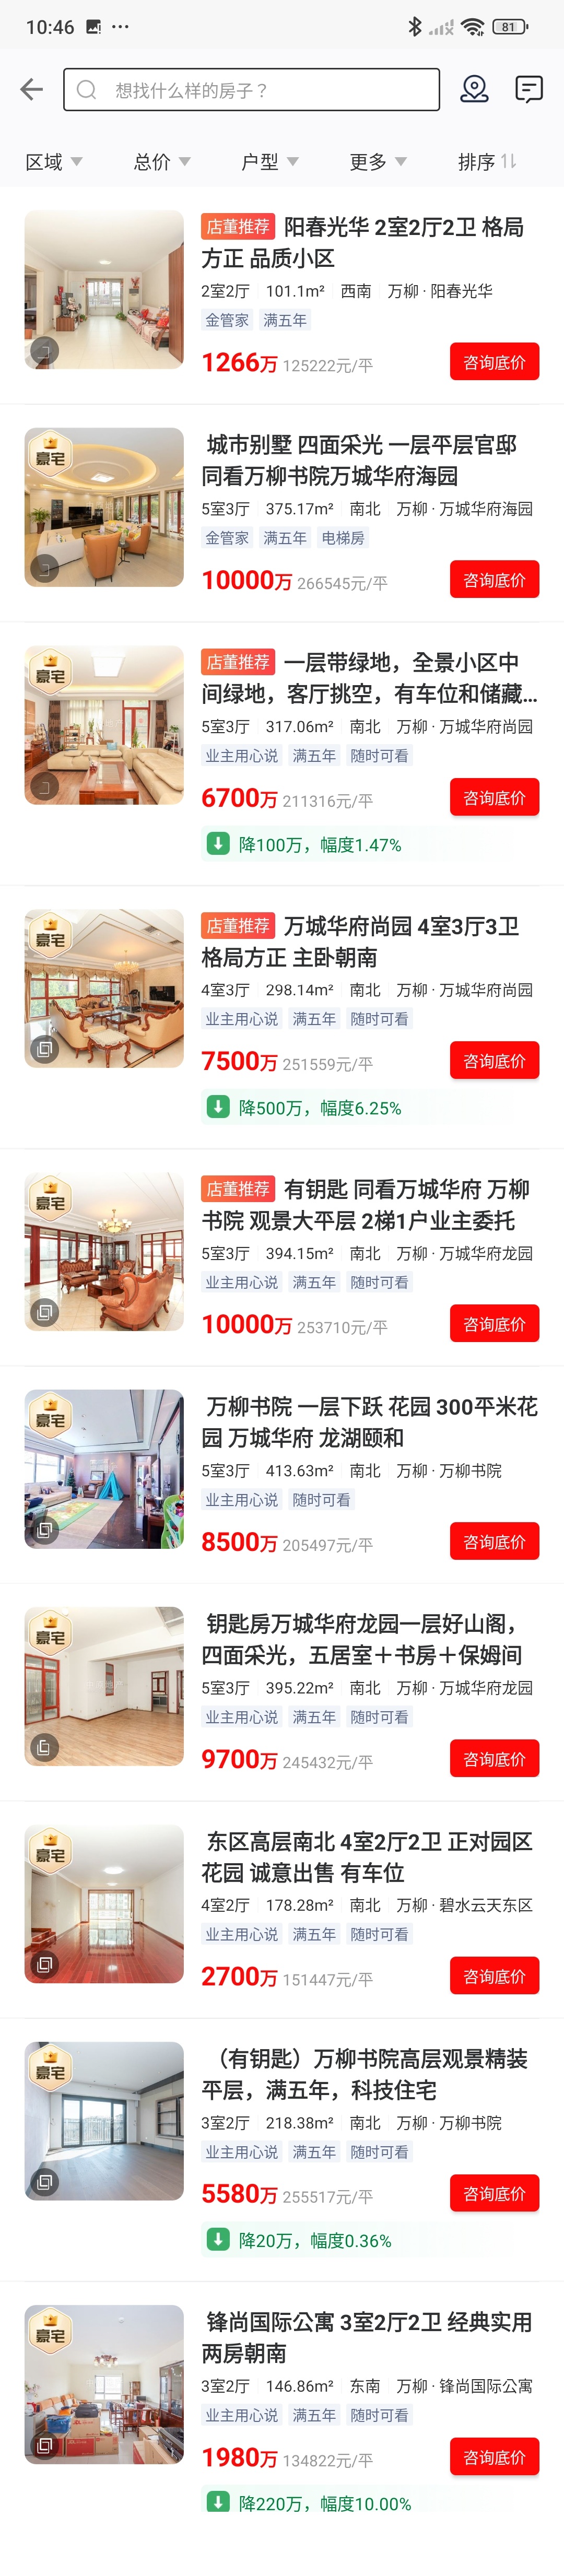 10:46
81
想找什么样的房子？
区域 总价 户型 更多 排序
店董推荐 阳春光华 2室2厅2卫 格局
方正 品质小区
2室2厅 101.1m² 西南 万柳·阳春光华
金管家 满五年
1266万 125222元/平 咨询底价
豪宅
城市别墅 四面采光 一层平层官邸
同看万柳书院万城华府海园
5室3厅 375.17m² 南北 万柳·万城华府海园
金管家 满五年 电梯房
10000万 266545元/平 咨询底价
豪宅
店董推荐 一层带绿地，全景小区中
间绿地，客厅挑空，有车位和储藏...
5室3厅 317.06m² 南北 万柳·万城华府尚园
业主用心说 满五年 随时可看
6700万 211316元/平 咨询底价
降100万，幅度1.47%
豪宅
店董推荐 万城华府尚园 4室3厅3卫
格局方正 主卧朝南
4室3厅 298.14m² 南北 万柳·万城华府尚园
业主用心说 满五年 随时可看
7500万 251559元/平 咨询底价
降500万，幅度6.25%
豪宅
店董推荐 有钥匙 同看万城华府 万柳
书院 观景大平层 2梯1户业主委托
5室3厅 394.15m² 南北 万柳·万城华府龙园
业主用心说 满五年 随时可看
10000万 253710元/平 咨询底价
豪宅
万柳书院 一层下跃 花园 300平米花
园 万城华府 龙湖颐和
5室3厅 413.63m² 南北 万柳·万柳书院
业主用心说 随时可看
8500万 205497元/平 咨询底价
豪宅
钥匙房万城华府龙园一层好山阁，
四面采光，五居室＋书房＋保姆间
5室3厅 395.22m² 南北 万柳·万城华府龙园
业主用心说 满五年 随时可看
9700万 245432元/平 咨询底价
豪宅
东区高层南北 4室2厅2卫 正对园区
花园 诚意出售 有车位
4室2厅 178.28m² 南北 万柳·碧水云天东区
业主用心说 满五年 随时可看
2700万 151447元/平 咨询底价
豪宅
（有钥匙）万柳书院高层观景精装
平层，满五年，科技住宅
3室2厅 218.38m² 南北 万柳·万柳书院
业主用心说 满五年 随时可看
5580万 255517元/平 咨询底价
降20万，幅度0.36%
豪宅
锋尚国际公寓 3室2厅2卫 经典实用
两房朝南
3室2厅 146.86m² 东南 万柳·锋尚国际公寓
业主用心说 满五年 随时可看
1980万 134822元/平 咨询底价
降220万，幅度10.00%